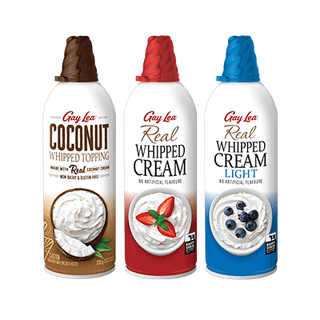 Gay Lea
COCONUT
WHIPPED TOPPING
MADE WITH Real COCONUT CREAM
NON-DAIRY & GLUTEN FREE
Gay Lea
Real
WHIPPED
CREAM
NO ARTIFICIAL FLAVOURS
Gay Lea
Real
WHIPPED
CREAM
LIGHT
NO ARTIFICIAL FLAVOURS